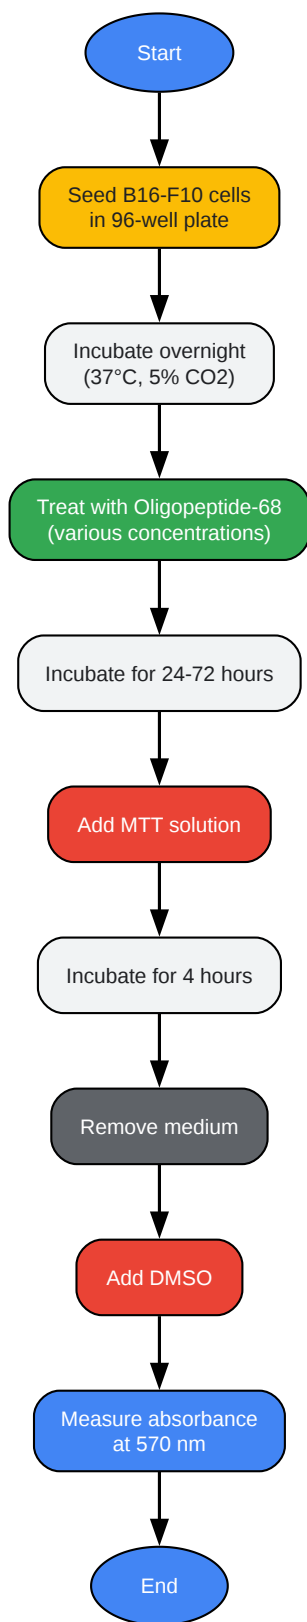 Start
Seed B16-F10 cells
in 96-well plate
Incubate overnight
(37°C, 5% CO2)
Treat with Oligopeptide-68
(various concentrations)
Incubate for 24-72 hours
Add MTT solution
Incubate for 4 hours
Remove medium
Add DMSO
Measure absorbance
at 570 nm
End